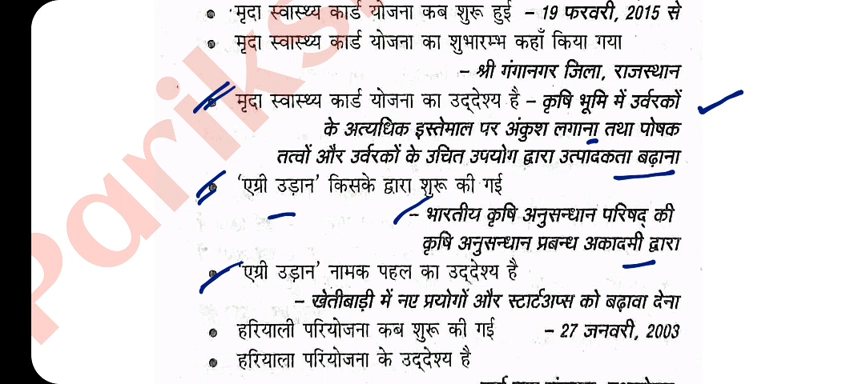 • मृदा स्वास्थ्य कार्ड योजना कब शुरू हुई – 19 फरवरी, 2015 से
• मृदा स्वास्थ्य कार्ड योजना का शुभारम्भ कहाँ किया गया
– श्री गंगानगर जिला, राजस्थान
• मृदा स्वास्थ्य कार्ड योजना का उद्देश्य है – कृषि भूमि में उर्वरकों
के अत्यधिक इस्तेमाल पर अंकुश लगाना तथा पोषक
तत्वों और उर्वरकों के उचित उपयोग द्वारा उत्पादकता बढ़ाना
• 'एग्री उड़ान' किसके द्वारा शुरू की गई
– भारतीय कृषि अनुसन्धान परिषद् की
कृषि अनुसन्धान प्रबन्ध अकादमी द्वारा
• 'एग्री उड़ान' नामक पहल का उद्देश्य है
– खेतीबाड़ी में नए प्रयोगों और स्टार्टअप्स को बढ़ावा देना
• हरियाली परियोजना कब शुरू की गई – 27 जनवरी, 2003
• हरियाला परियोजना के उद्देश्य है
Pariks